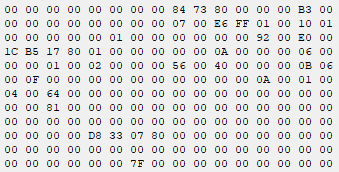 00 00 00 00 00 00 00 00 84 73 80 00 00 00 B3 00
00 00 00 00 00 00 00 00 07 00 E6 FF 01 00 10 01
00 00 00 00 00 01 00 00 00 00 00 00 92 00 E0 00
1C B5 17 80 01 00 00 00 00 00 0A 00 00 00 06 00
00 00 01 00 02 00 00 00 56 00 40 00 00 00 0B 06
00 0F 00 00 00 00 00 00 00 00 00 00 0A 00 01 00
04 00 64 00 00 00 00 00 00 00 00 00 00 00 00 00
00 00 81 00 00 00 00 00 00 00 00 00 00 00 00 00
00 00 00 00 00 00 00 00 00 00 00 00 00 00 00 00
00 00 00 00 D8 33 07 80 00 00 00 00 00 00 00 00
00 00 00 00 00 00 00 00 00 00 00 00 00 00 00 00
00 00 00 00 00 00 7F 00 00 00 00 00 00 00 00 00